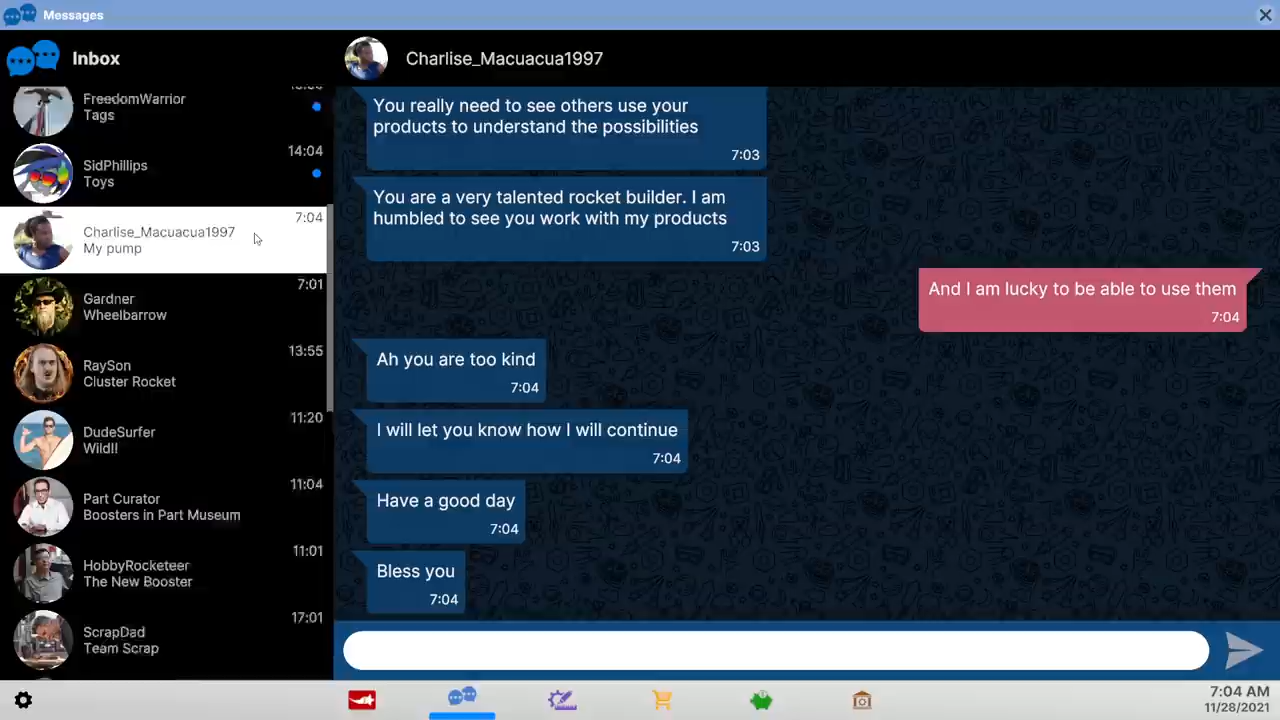 Messages
Inbox
FreedomWarrior
Tags
14:04
SidPhillips
Toys
7:04
Charlise_Macuacua1997
My pump
7:01
Gardner
Wheelbarrow
13:55
RaySon
Cluster Rocket
11:20
DudeSurfer
Wild!!
11:04
Part Curator
Boosters in Part Museum
11:01
HobbyRocketeer
The New Booster
17:01
ScrapDad
Team Scrap
Charlise_Macuacua1997
You really need to see others use your
products to understand the possibilities
7:03
You are a very talented rocket builder. I am
humbled to see you work with my products
7:03
And I am lucky to be able to use them
7:04
Ah you are too kind
7:04
I will let you know how I will continue
7:04
Have a good day
7:04
Bless you
7:04
7:04 AM
11/28/2021